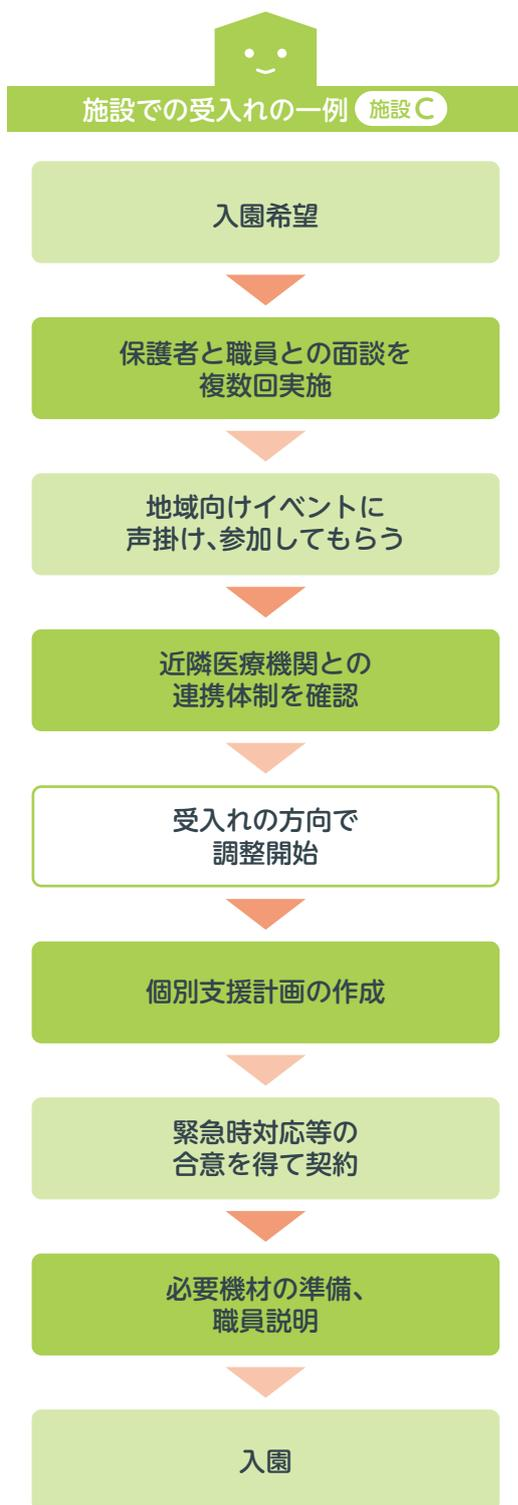 施設での受入れの一例 施設C
入園希望
保護者と職員との面談を
複数回実施
地域向けイベントに
声掛け、参加してもらう
近隣医療機関との
連携体制を確認
受入れの方向で
調整開始
個別支援計画の作成
緊急時対応等の
合意を得て契約
必要機材の準備、
職員説明
入園